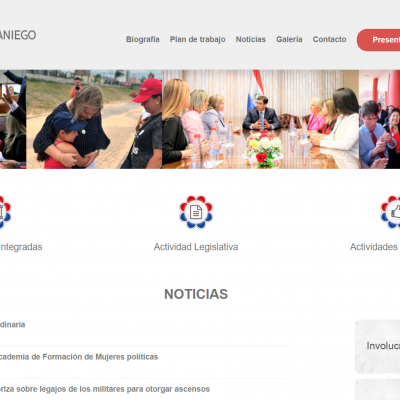 ANIEGO
Biografía Plan de trabajo Noticias Galería Contacto Present
ntegradas Actividad Legislativa Actividades
NOTICIAS
dinaria
cademia de Formación de Mujeres políticas
riza sobre legajos de los militares para otorgar ascensos
Involuc